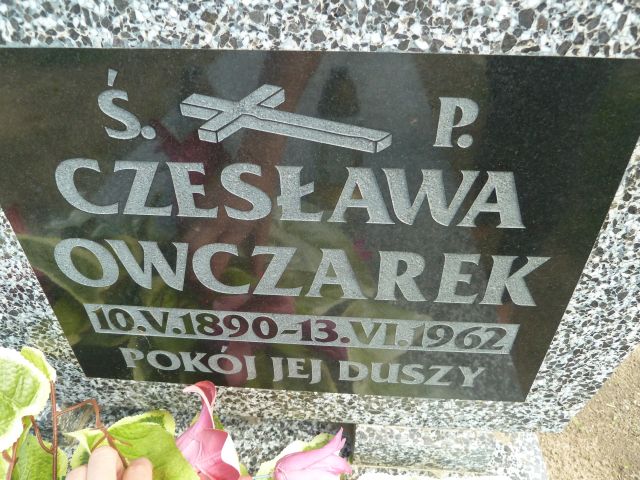 Ś. P.
CZESŁAWA
OWCZAREK
10.V.1890-13.VI.1962
POKÓJ JEJ DUSZY